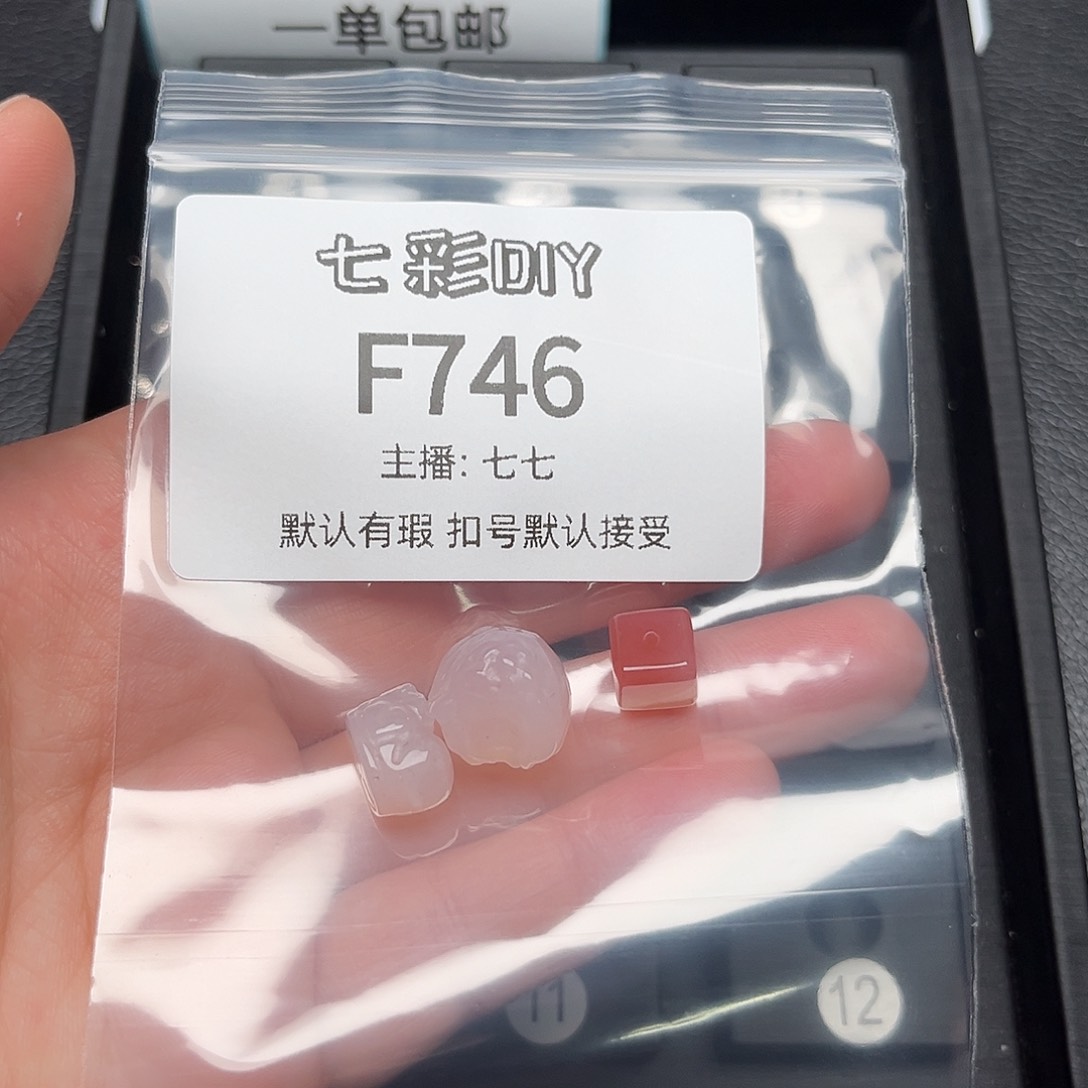 一单包邮
七彩DIY
F746
主播: 七七
默认有瑕 扣号默认接受
11
12